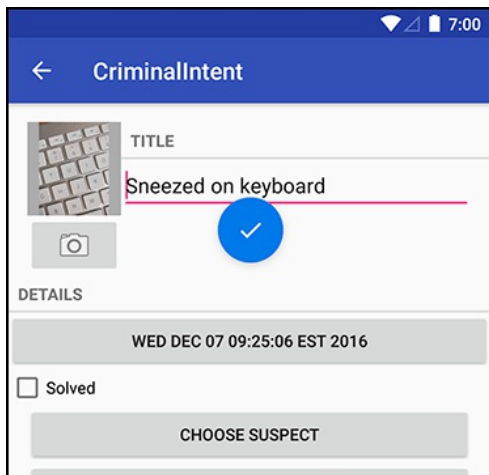 7:00
CriminalIntent
TITLE
Sneezed on keyboard
DETAILS
WED DEC 07 09:25:06 EST 2016
Solved
CHOOSE SUSPECT